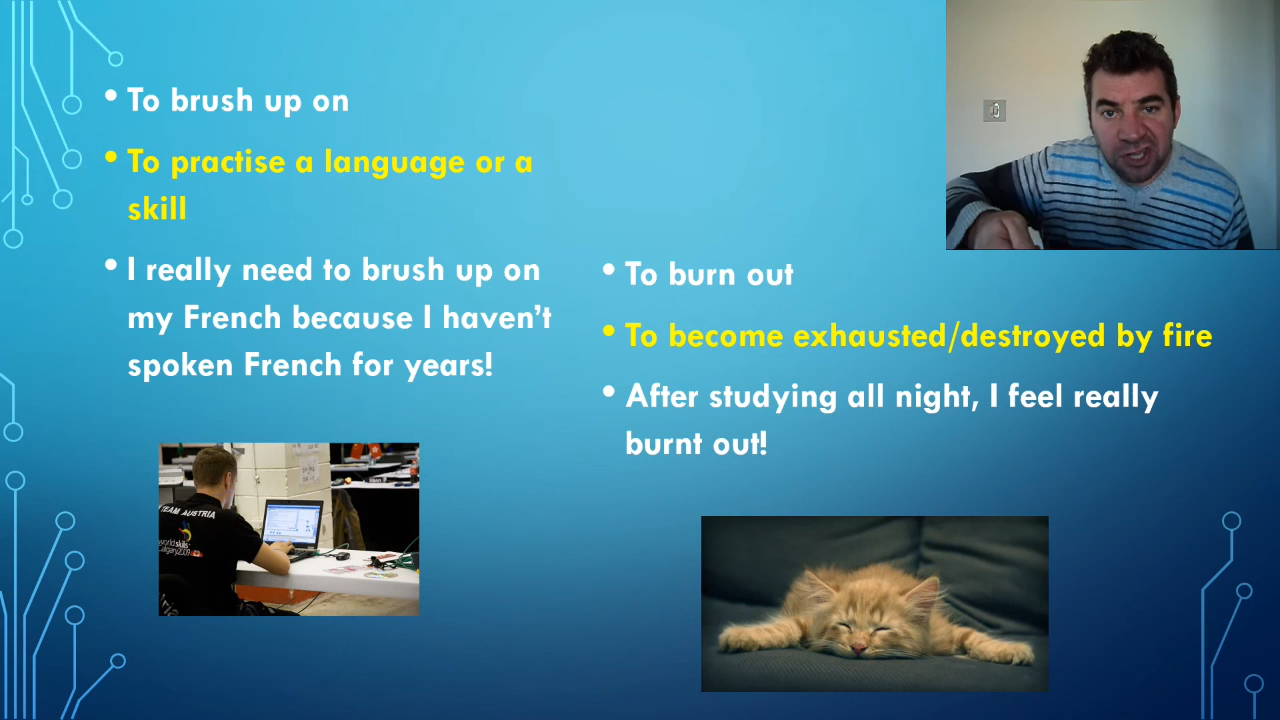 • To brush up on
• To practise a language or a
skill
• I really need to brush up on
my French because I haven't
spoken French for years!
• To burn out
• To become exhausted/destroyed by fire
• After studying all night, I feel really
burnt out!
TEAM AUSTRIA
worldskills
Calgary2009